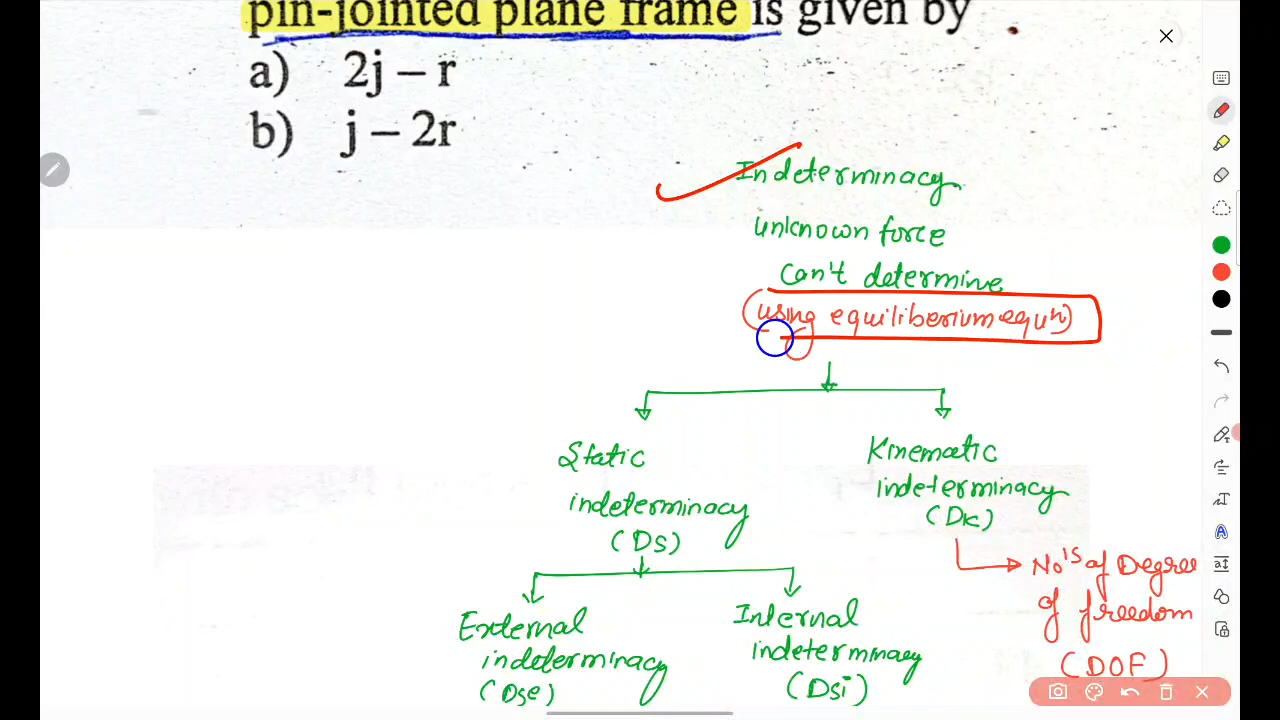 pin-jointed plane frame is given by
a) 2j – r
b) j – 2r
Indeterminacy
unknown force
can't determine
(using equiliberium equn)
Static
indeterminacy
(Ds)
Kinematic
indeterminacy
(Dk)
No's of Degree
of freedom
(DOF)
External
indeterminacy
(Dse)
Internal
indeterminacy
(Dsi)